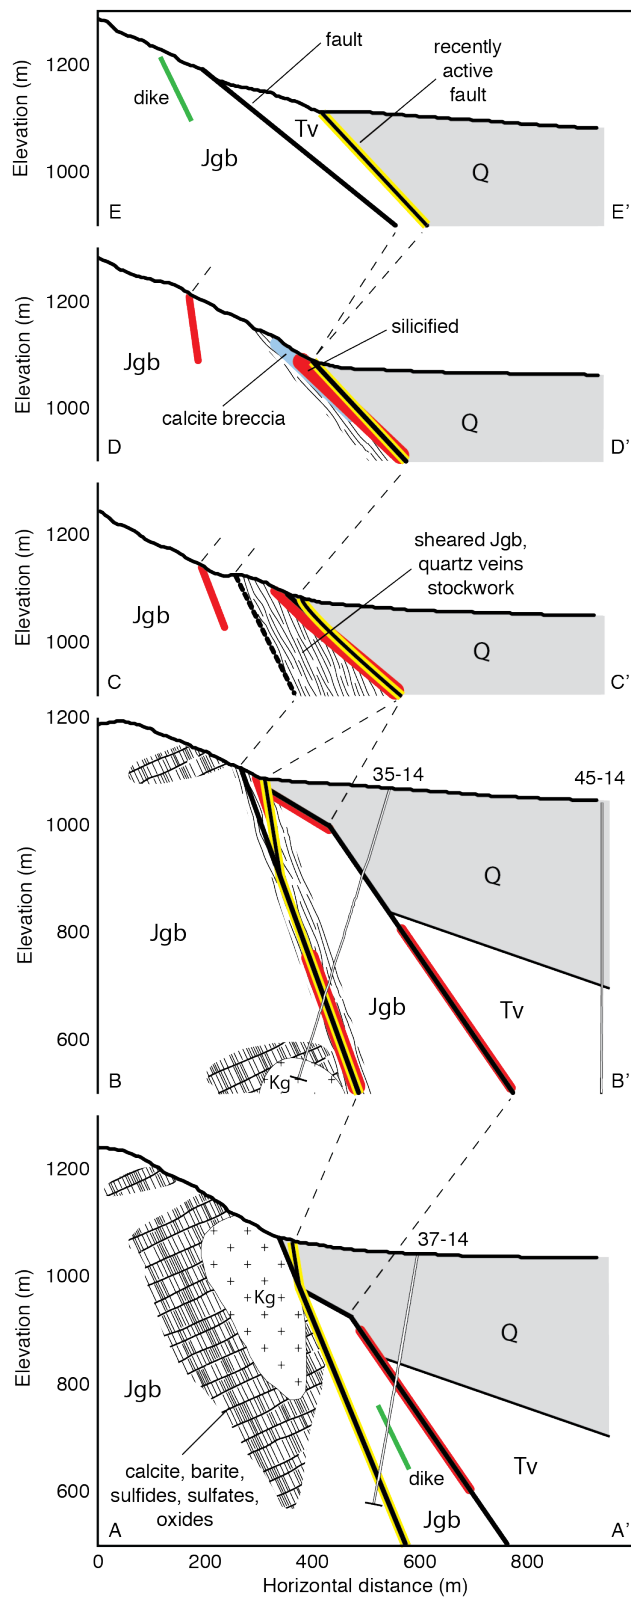 Elevation (m)
1200
1000
fault
recently
active
fault
dike
Tv
Jgb
Q
E
E'
Elevation (m)
1200
1000
silicified
Jgb
calcite breccia
Q
D
D'
Elevation (m)
1200
1000
sheared Jgb,
quartz veins
stockwork
Jgb
Q
C
C'
Elevation (m)
1200
1000
800
600
35-14
45-14
Q
Jgb
Jgb
Tv
Kg
B
B'
Elevation (m)
1200
1000
800
600
37-14
Kg
Q
Jgb
calcite, barite,
sulfides, sulfates,
oxides
dike
Tv
Jgb
A
A'
0 200 400 600 800
Horizontal distance (m)